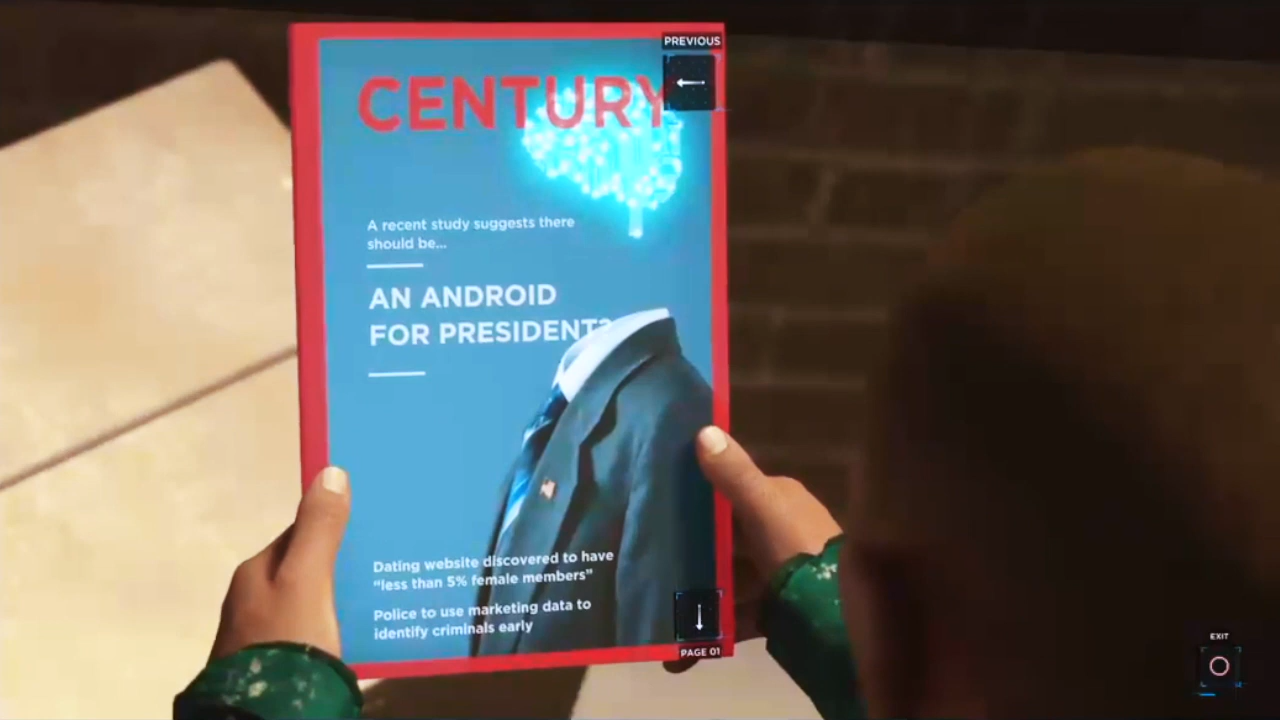 PREVIOUS
CENTURY
A recent study suggests there
should be...
AN ANDROID
FOR PRESIDENT?
Dating website discovered to have
“less than 5% female members”
Police to use marketing data to
identify criminals early
PAGE 01
EXIT